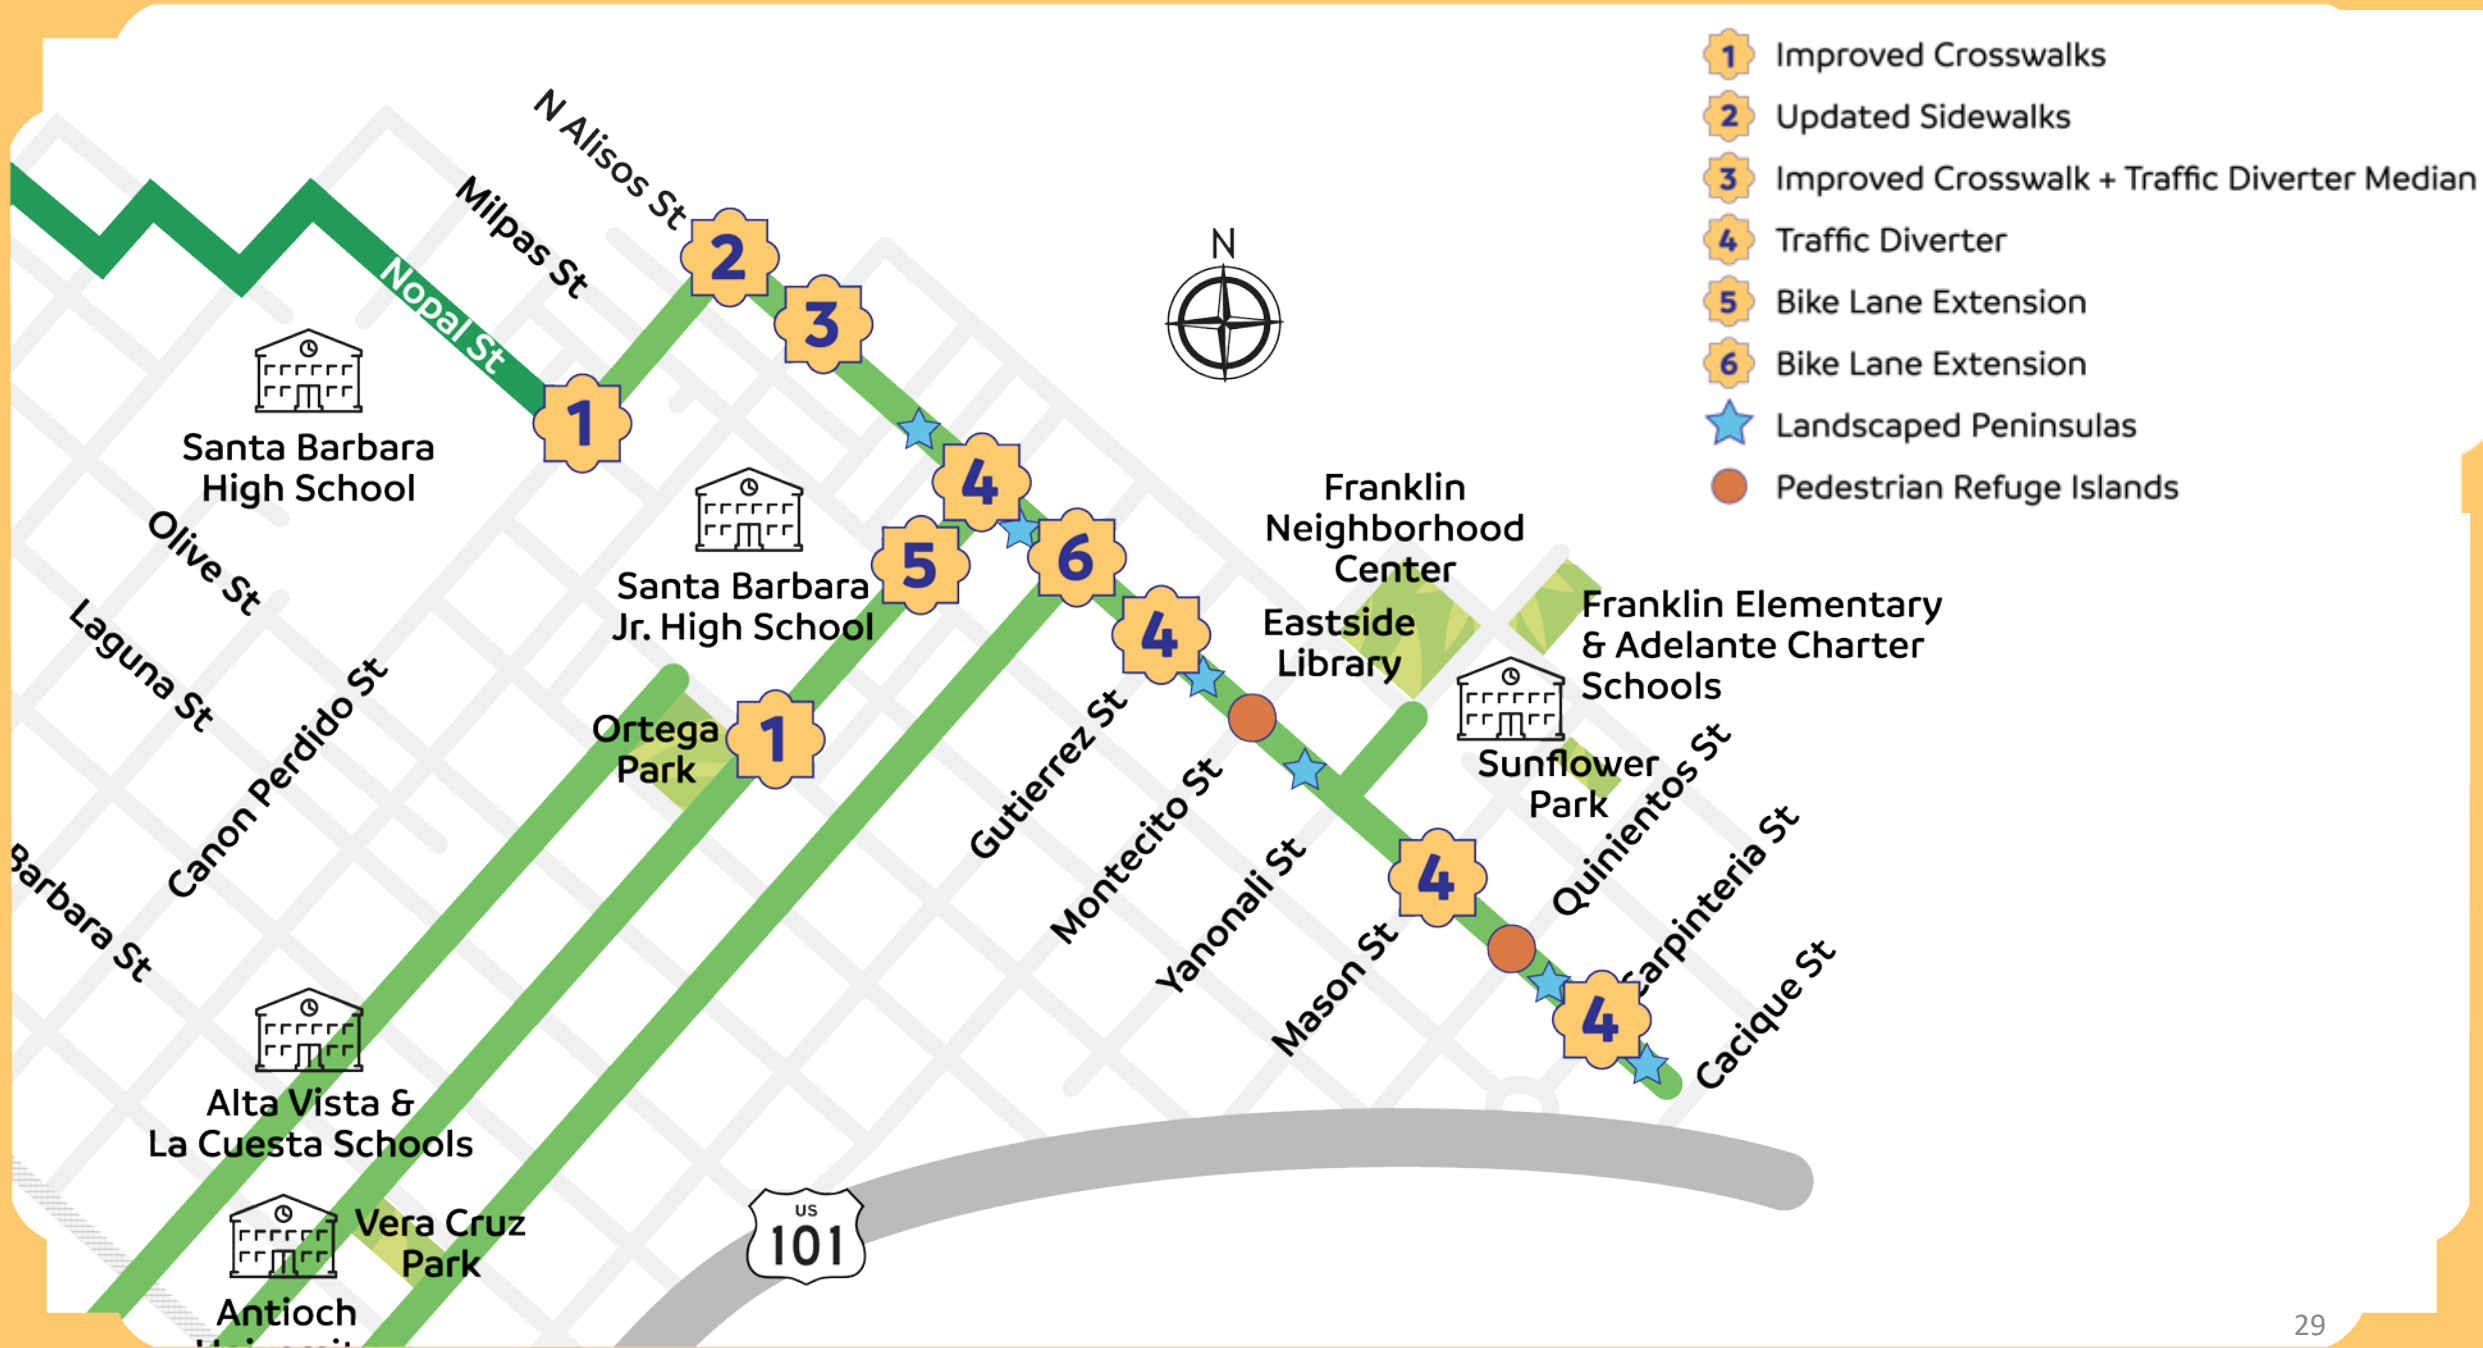 1 Improved Crosswalks
2 Updated Sidewalks
3 Improved Crosswalk + Traffic Diverter Median
4 Traffic Diverter
5 Bike Lane Extension
6 Bike Lane Extension
Landscaped Peninsulas
Pedestrian Refuge Islands
N Alisos St
Milpas St
Nopal St
N
2
3
1
4
5
6
4
1
4
4
Santa Barbara
High School
Santa Barbara
Jr. High School
Franklin
Neighborhood
Center
Eastside
Library
Franklin Elementary
& Adelante Charter
Schools
Sunflower
Park
Olive St
Laguna St
Canon Perdido St
Barbara St
Ortega
Park
Gutierrez St
Montecito St
Yanonali St
Mason St
Quinientos St
Carpinteria St
Cacique St
Alta Vista &
La Cuesta Schools
Vera Cruz
Park
Antioch
US
101
29